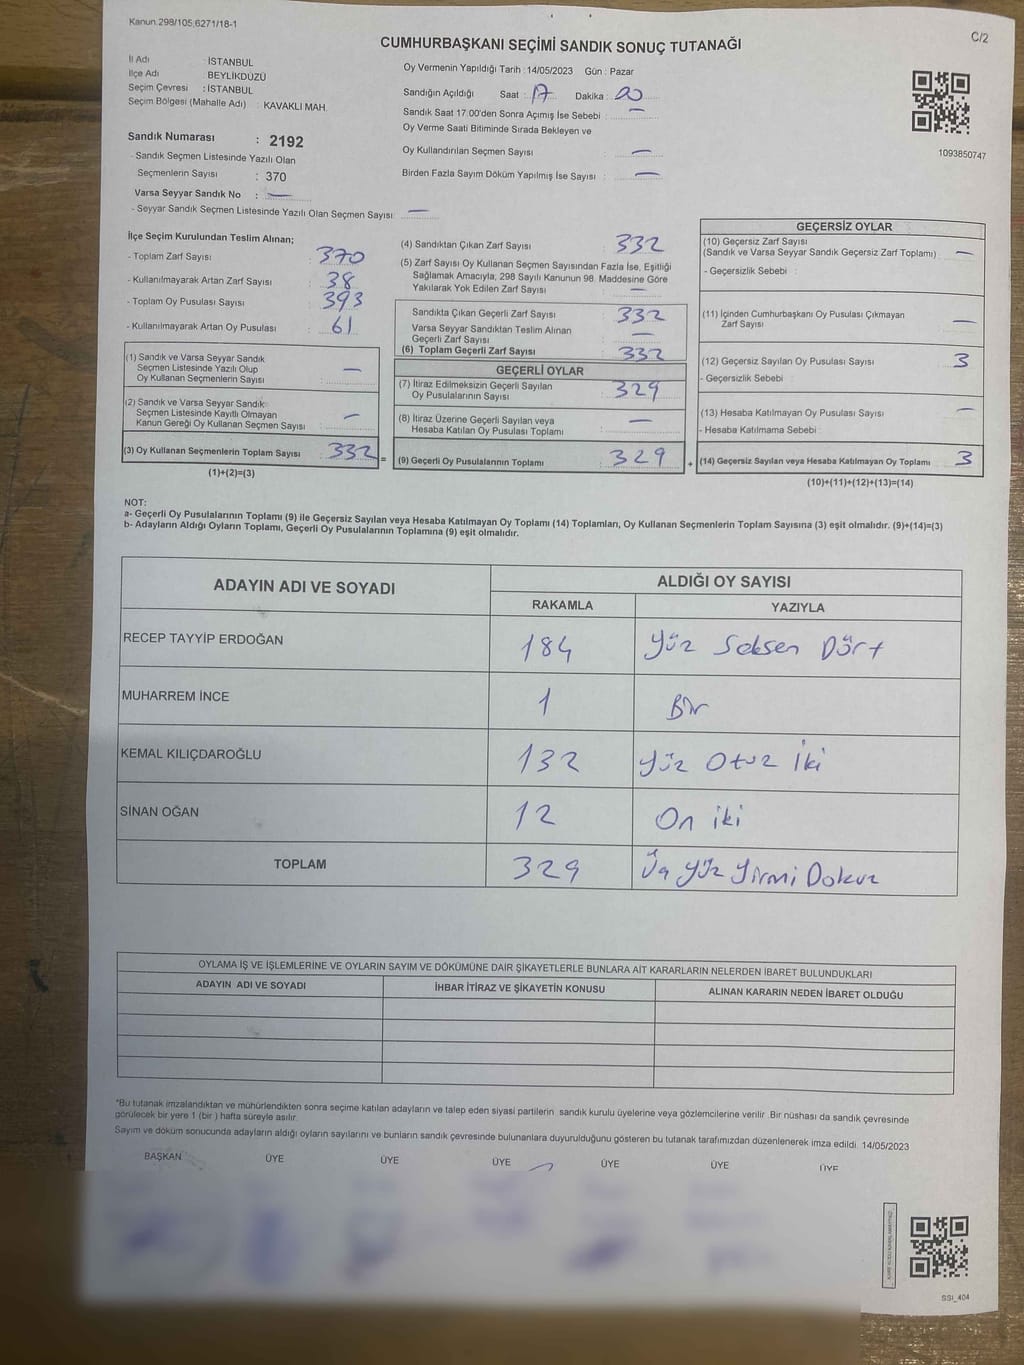 Kanun.298/105,6271/18-1
C/2
CUMHURBAŞKANI SEÇİMİ SANDIK SONUÇ TUTANAĞI
İl Adı : İSTANBUL
İlçe Adı : BEYLİKDÜZÜ
Seçim Çevresi : İSTANBUL
Seçim Bölgesi (Mahalle Adı) : KAVAKLI MAH.
Oy Vermenin Yapıldığı Tarih : 14/05/2023 Gün : Pazar
Sandığın Açıldığı Saat : 17 Dakika : 00
Sandık Saat 17.00'den Sonra Açımış İse Sebebi : —
Oy Verme Saati Bitiminde Sırada Bekleyen ve
Oy Kullandırılan Seçmen Sayısı : —
Birden Fazla Sayım Döküm Yapılmış İse Sayısı : —
1093850747
Sandık Numarası : 2192
- Sandık Seçmen Listesinde Yazılı Olan
Seçmenlerin Sayısı : 370
Varsa Seyyar Sandık No : —
- Seyyar Sandık Seçmen Listesinde Yazılı Olan Seçmen Sayısı: —
İlçe Seçim Kurulundan Teslim Alınan;
- Toplam Zarf Sayısı : 370
- Kullanılmayarak Artan Zarf Sayısı : 38
- Toplam Oy Pusulası Sayısı : 393
- Kullanılmayarak Artan Oy Pusulası : 61
(1) Sandık ve Varsa Seyyar Sandık
Seçmen Listesinde Yazılı Olup
Oy Kullanan Seçmenlerin Sayısı : —
(2) Sandık ve Varsa Seyyar Sandık
Seçmen Listesinde Kayıtlı Olmayan
Kanun Gereği Oy Kullanan Seçmen Sayısı : —
(3) Oy Kullanan Seçmenlerin Toplam Sayısı : 332 =
(1)+(2)=(3)
(4) Sandıktan Çıkan Zarf Sayısı : 332
(5) Zarf Sayısı Oy Kullanan Seçmen Sayısından Fazla İse, Eşitliği
Sağlamak Amacıyla, 298 Sayılı Kanunun 98. Maddesine Göre
Yakılarak Yok Edilen Zarf Sayısı : —
Sandıkta Çıkan Geçerli Zarf Sayısı : 332
Varsa Seyyar Sandıktan Teslim Alınan
Geçerli Zarf Sayısı : —
(6) Toplam Geçerli Zarf Sayısı : 332
GEÇERLİ OYLAR
(7) İtiraz Edilmeksizin Geçerli Sayılan
Oy Pusulalarının Sayısı : 329
(8) İtiraz Üzerine Geçerli Sayılan veya
Hesaba Katılan Oy Pusulası Toplamı : —
(9) Geçerli Oy Pusulalarının Toplamı : 329 +
GEÇERSİZ OYLAR
(10) Geçersiz Zarf Sayısı
(Sandık ve Varsa Seyyar Sandık Geçersiz Zarf Toplamı) : —
- Geçersizlik Sebebi :
(11) İçinden Cumhurbaşkanı Oy Pusulası Çıkmayan
Zarf Sayısı : —
(12) Geçersiz Sayılan Oy Pusulası Sayısı : 3
- Geçersizlik Sebebi :
(13) Hesaba Katılmayan Oy Pusulası Sayısı : —
- Hesaba Katılmama Sebebi :
(14) Geçersiz Sayılan veya Hesaba Katılmayan Oy Toplamı : 3
(10)+(11)+(12)+(13)=(14)
NOT:
a- Geçerli Oy Pusulalarının Toplamı (9) ile Geçersiz Sayılan veya Hesaba Katılmayan Oy Toplamı (14) Toplamları, Oy Kullanan Seçmenlerin Toplam Sayısına (3) eşit olmalıdır. (9)+(14)=(3)
b- Adayların Aldığı Oyların Toplamı, Geçerli Oy Pusulalarının Toplamına (9) eşit olmalıdır.
ADAYIN ADI VE SOYADI ALDIĞI OY SAYISI
RAKAMLA YAZIYLA
RECEP TAYYİP ERDOĞAN 184 Yüz Seksen Dört
MUHARREM İNCE 1 Bir
KEMAL KILIÇDAROĞLU 132 Yüz Otuz İki
SİNAN OĞAN 12 On iki
TOPLAM 329 Üç Yüz Yirmi Dokuz
OYLAMA İŞ VE İŞLEMLERİNE VE OYLARIN SAYIM VE DÖKÜMÜNE DAİR ŞİKAYETLERLE BUNLARA AİT KARARLARIN NELERDEN İBARET BULUNDUKLARI
ADAYIN ADI VE SOYADI İHBAR İTİRAZ VE ŞİKAYETİN KONUSU ALINAN KARARIN NEDEN İBARET OLDUĞU
*Bu tutanak imzalandıktan ve mühürlendikten sonra seçime katılan adayların ve talep eden siyasi partilerin sandık kurulu üyelerine veya gözlemcilerine verilir. Bir nüshası da sandık çevresinde
görülecek bir yere 1 (bir ) hafta süreyle asılır.
Sayım ve döküm sonucunda adayların aldığı oyların sayılarını ve bunların sandık çevresinde bulunanlara duyurulduğunu gösteren bu tutanak tarafımızdan düzenlenerek imza edildi. 14/05/2023
BAŞKAN ÜYE ÜYE ÜYE ÜYE ÜYE ÜYE
SSI_404